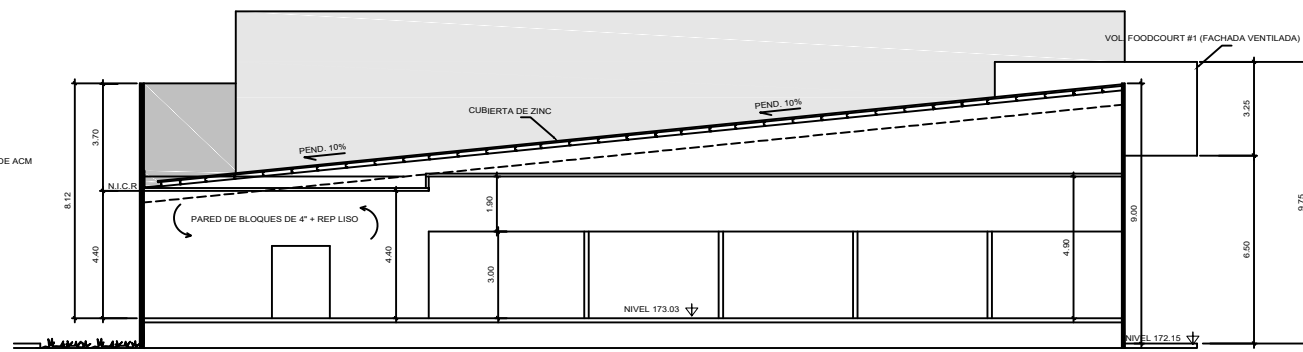 VOL. FOODCOURT #1 (FACHADA VENTILADA)
CUBIERTA DE ZINC
PEND. 10%
PEND. 10%
3.70
3.25
DE ACM
N.I.C.R
8.12
PARED DE BLOQUES DE 4" + REP LISO
1.90
9.00
9.75
4.40
4.40
3.00
4.90
6.50
NIVEL 173.03
NIVEL 172.15